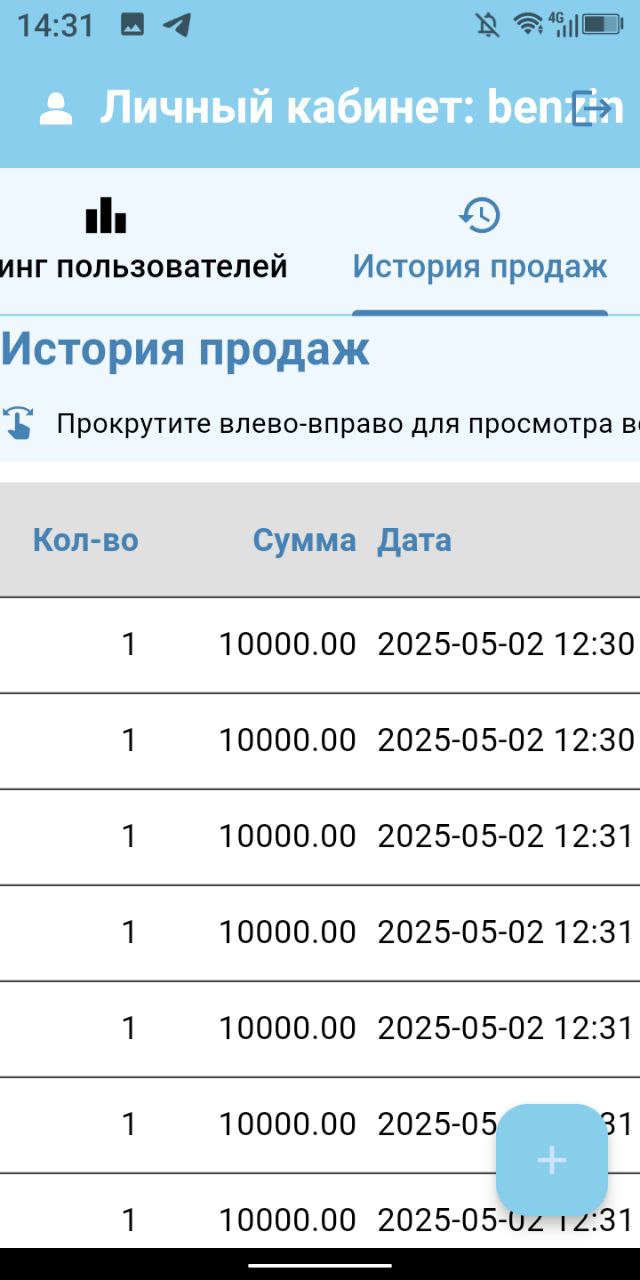 14:31
4G
Личный кабинет: benzin
инг пользователей
История продаж
История продаж
Прокрутите влево-вправо для просмотра
Кол-во Сумма Дата
1 10000.00 2025-05-02 12:30
1 10000.00 2025-05-02 12:30
1 10000.00 2025-05-02 12:31
1 10000.00 2025-05-02 12:31
1 10000.00 2025-05-02 12:31
1 10000.00 2025-05 31
+
1 10000.00 2025-05-02 12:31